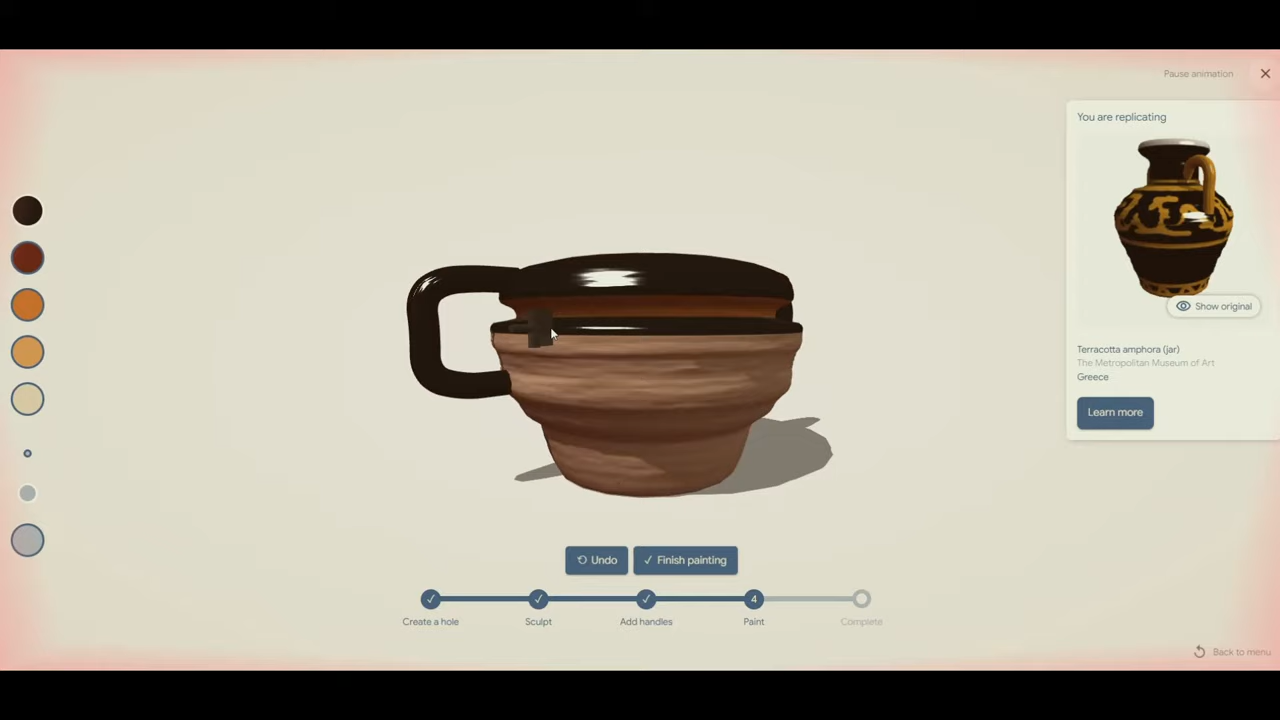 Pause animation
You are replicating
Show original
Terracotta amphora (jar)
The Metropolitan Museum of Art
Greece
Learn more
Undo
Finish painting
4
Create a hole
Sculpt
Add handles
Paint
Complete
Back to menu